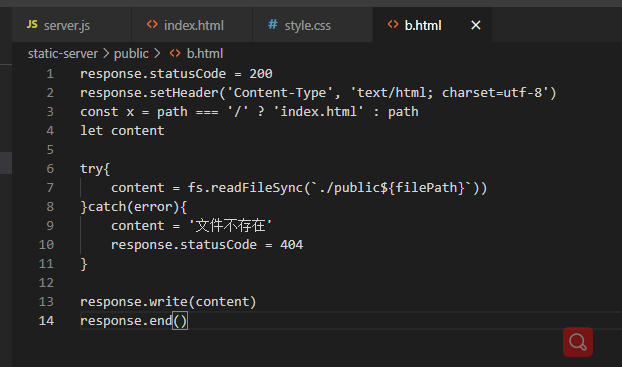 JS server.js <> index.html # style.css <> b.html ×
static-server > public > <> b.html
1 response.statusCode = 200
2 response.setHeader('Content-Type', 'text/html; charset=utf-8')
3 const x = path === '/' ? 'index.html' : path
4 let content
5
6 try{
7 content = fs.readFileSync(`./public${filePath}`))
8 }catch(error){
9 content = '文件不存在'
10 response.statusCode = 404
11 }
12
13 response.write(content)
14 response.end()